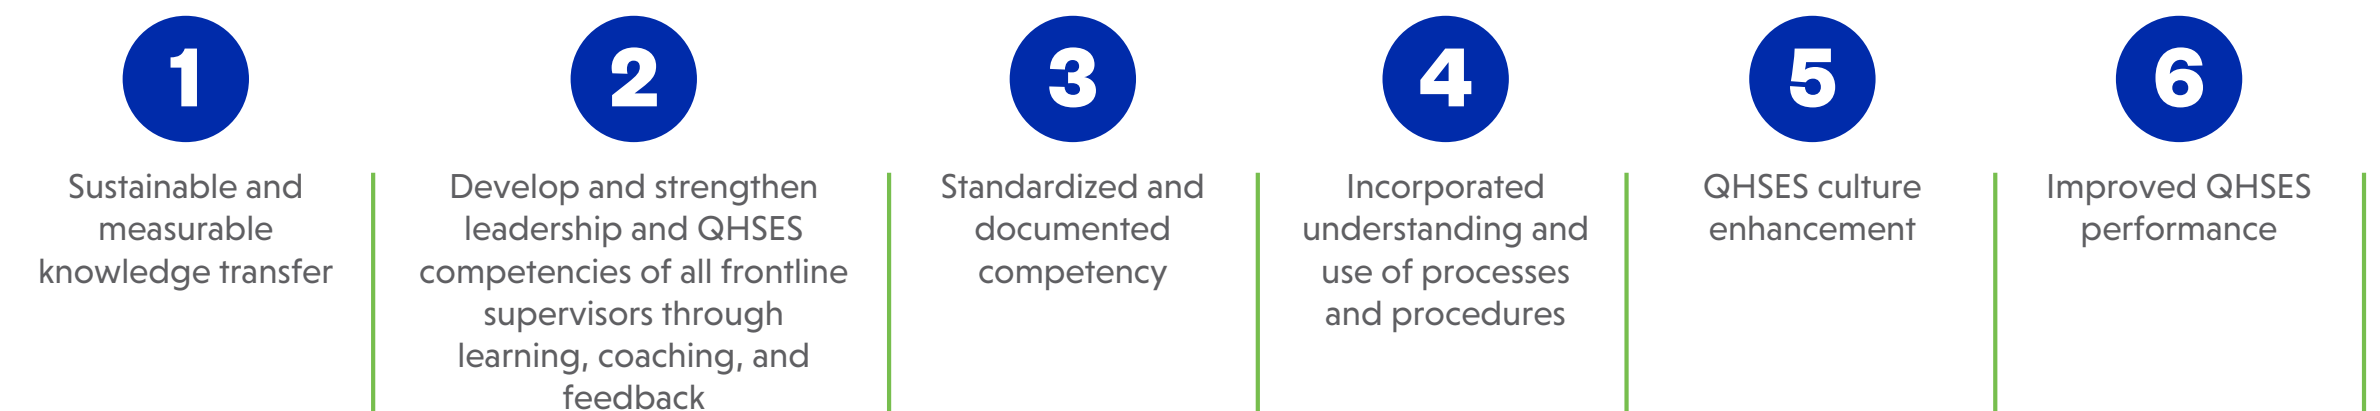 1
Sustainable and
measurable
knowledge transfer
2
Develop and strengthen
leadership and QHSES
competencies of all frontline
supervisors through
learning, coaching, and
feedback
3
Standardized and
documented
competency
4
Incorporated
understanding and
use of processes
and procedures
5
QHSES culture
enhancement
6
Improved QHSES
performance